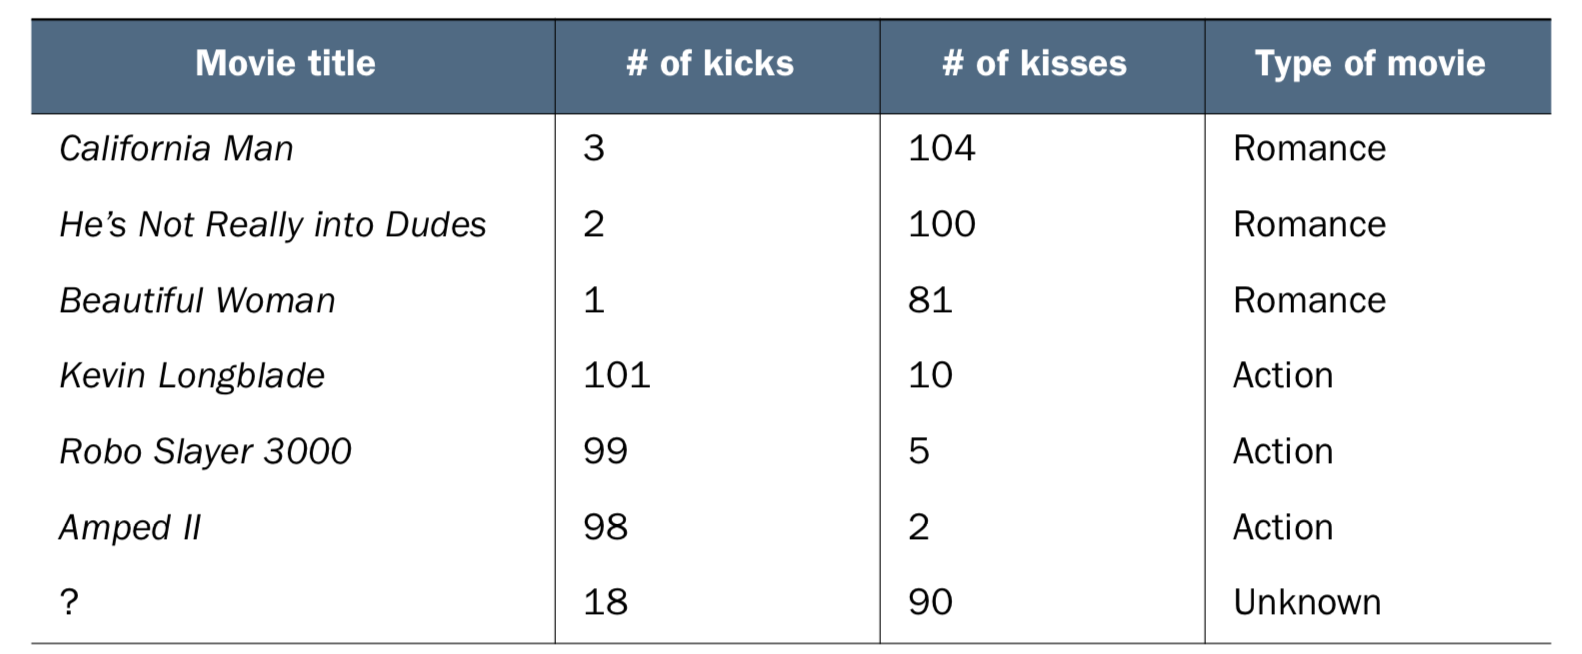 Movie title # of kicks # of kisses Type of movie
California Man 3 104 Romance
He’s Not Really into Dudes 2 100 Romance
Beautiful Woman 1 81 Romance
Kevin Longblade 101 10 Action
Robo Slayer 3000 99 5 Action
Amped II 98 2 Action
? 18 90 Unknown